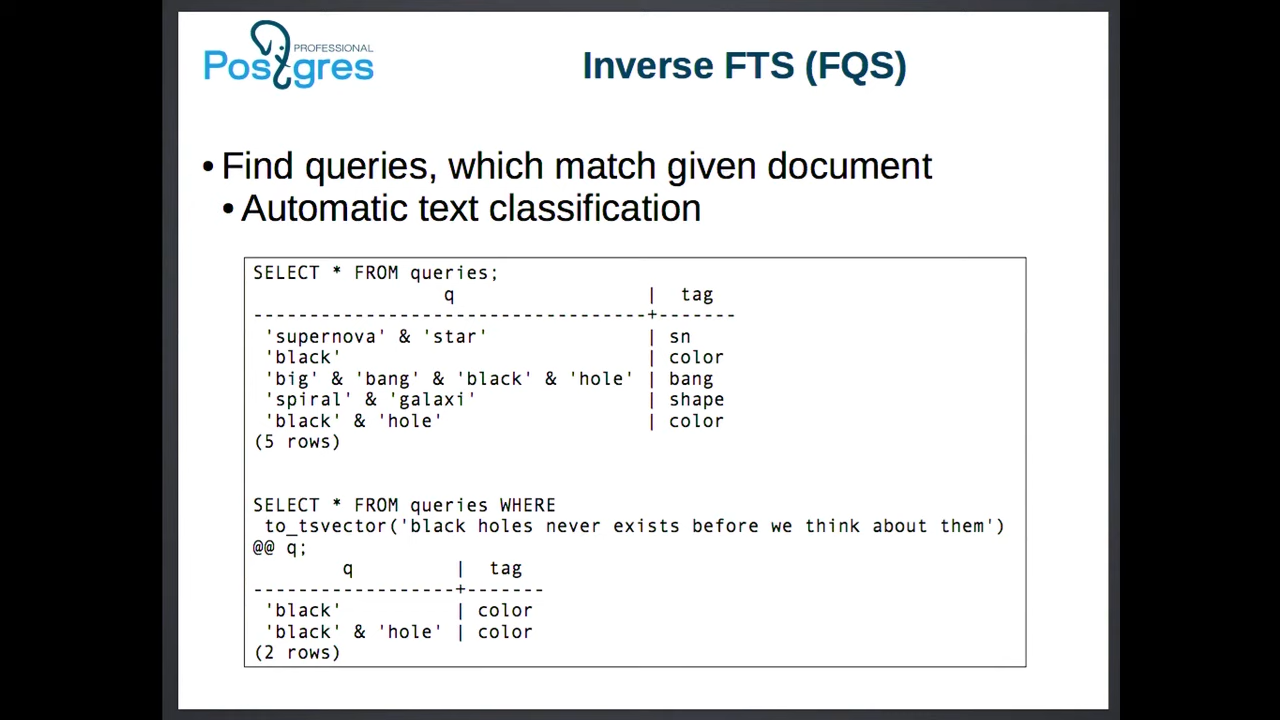 PROFESSIONAL
Postgres
Inverse FTS (FQS)
• Find queries, which match given document
• Automatic text classification
SELECT * FROM queries;
q | tag
-----------------------------------+-------
'supernova' & 'star' | sn
'black' | color
'big' & 'bang' & 'black' & 'hole' | bang
'spiral' & 'galaxi' | shape
'black' & 'hole' | color
(5 rows)
SELECT * FROM queries WHERE
to_tsvector('black holes never exists before we think about them')
@@ q;
q | tag
------------------+-------
'black' | color
'black' & 'hole' | color
(2 rows)